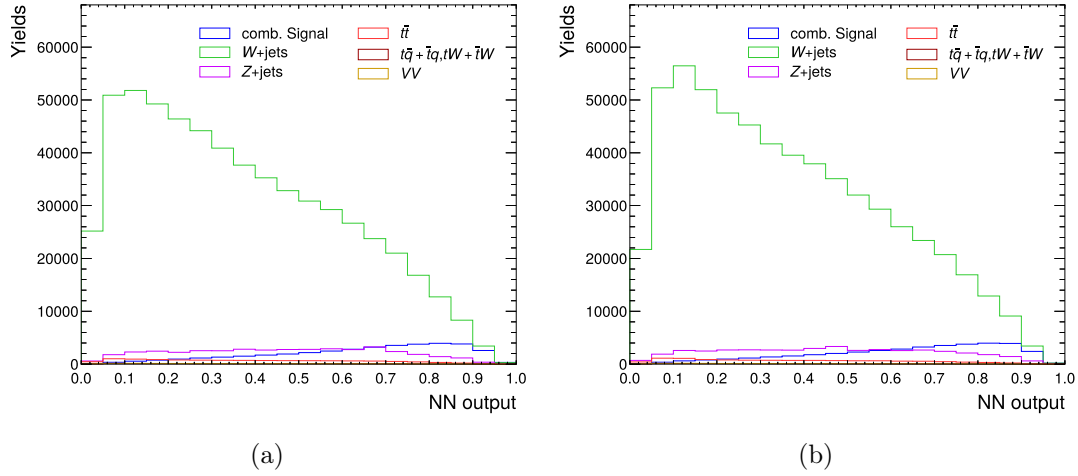 Yields
60000
50000
40000
30000
20000
10000
0
comb. Signal
W+jets
Z+jets
tt̄
tq̄ + t̄q,tW + t̄W
VV
0.0 0.1 0.2 0.3 0.4 0.5 0.6 0.7 0.8 0.9 1.0
NN output
(a)
Yields
60000
50000
40000
30000
20000
10000
0
comb. Signal
W+jets
Z+jets
tt̄
tq̄ + t̄q,tW + t̄W
VV
0.0 0.1 0.2 0.3 0.4 0.5 0.6 0.7 0.8 0.9 1.0
NN output
(b)